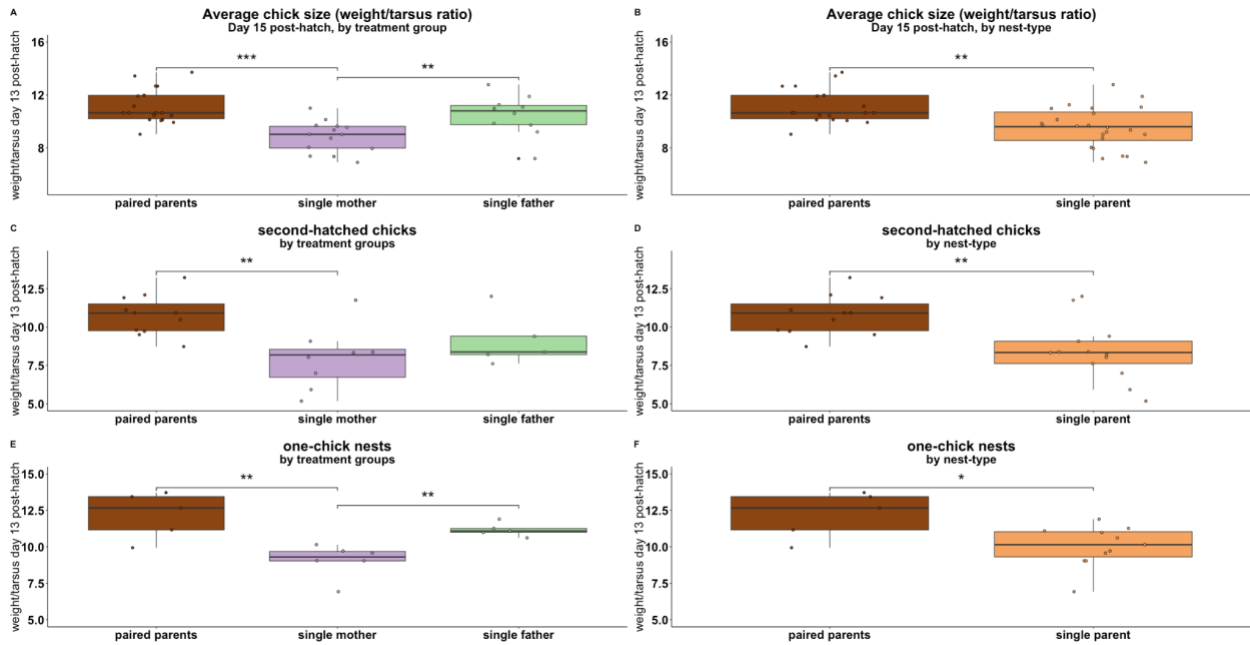 A
Average chick size (weight/tarsus ratio)
Day 15 post-hatch, by treatment group
weight/tarsus day 13 post-hatch
16
12
8
***
**
paired parents
single mother
single father
B
Average chick size (weight/tarsus ratio)
Day 15 post-hatch, by nest-type
weight/tarsus day 13 post-hatch
16
12
8
**
paired parents
single parent
C
second-hatched chicks
by treatment groups
weight/tarsus day 13 post-hatch
12.5
10.0
7.5
5.0
**
paired parents
single mother
single father
D
second-hatched chicks
by nest-type
weight/tarsus day 13 post-hatch
12.5
10.0
7.5
5.0
**
paired parents
single parent
E
one-chick nests
by treatment groups
weight/tarsus day 13 post-hatch
15.0
12.5
10.0
7.5
5.0
**
**
paired parents
single mother
single father
F
one-chick nests
by nest-type
weight/tarsus day 13 post-hatch
15.0
12.5
10.0
7.5
5.0
*
paired parents
single parent